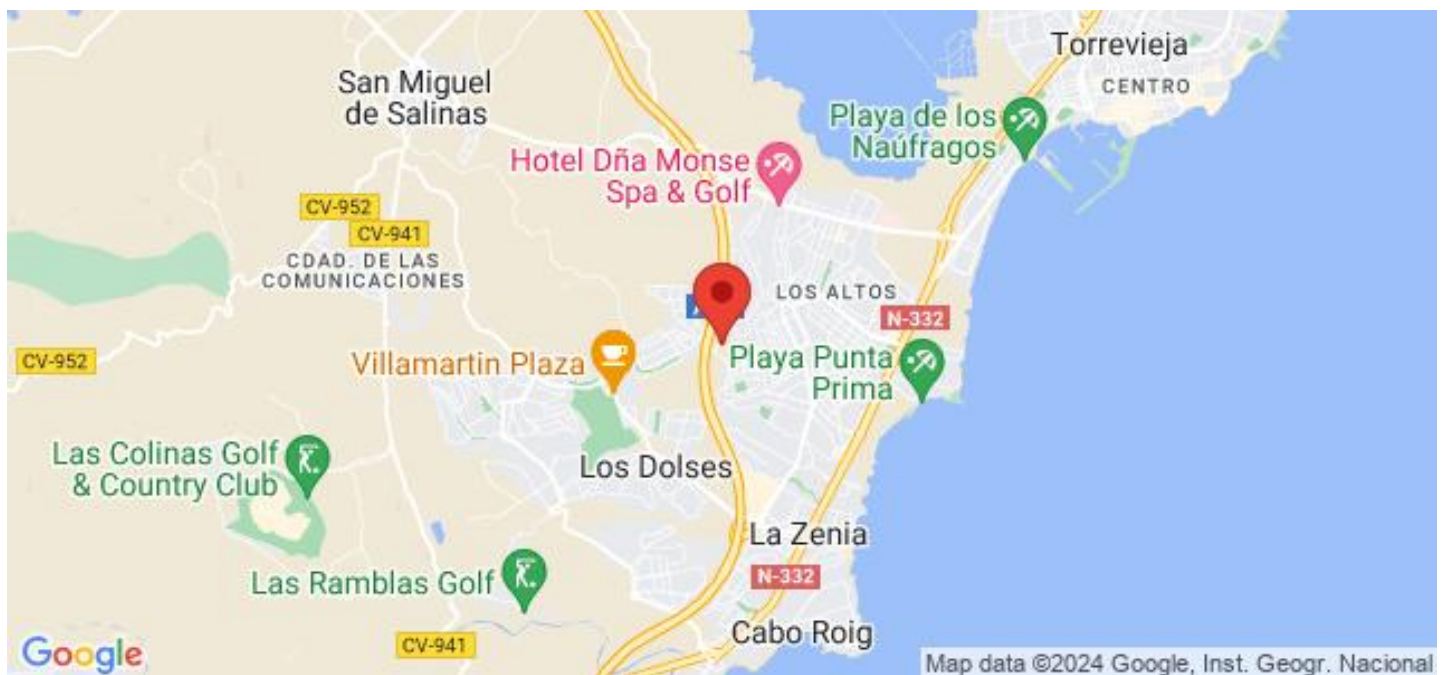 Torrevieja
CENTRO
San Miguel
de Salinas
Playa de los
Naúfragos
Hotel Dña Monse
Spa & Golf
CV-952
CV-941
CDAD. DE LAS
COMUNICACIONES
LOS ALTOS
N-332
CV-952
Villamartin Plaza
Playa Punta
Prima
Las Colinas Golf
& Country Club
Los Dolses
La Zenia
Las Ramblas Golf
N-332
Cabo Roig
CV-941
Google
Map data ©2024 Google, Inst. Geogr. Nacional